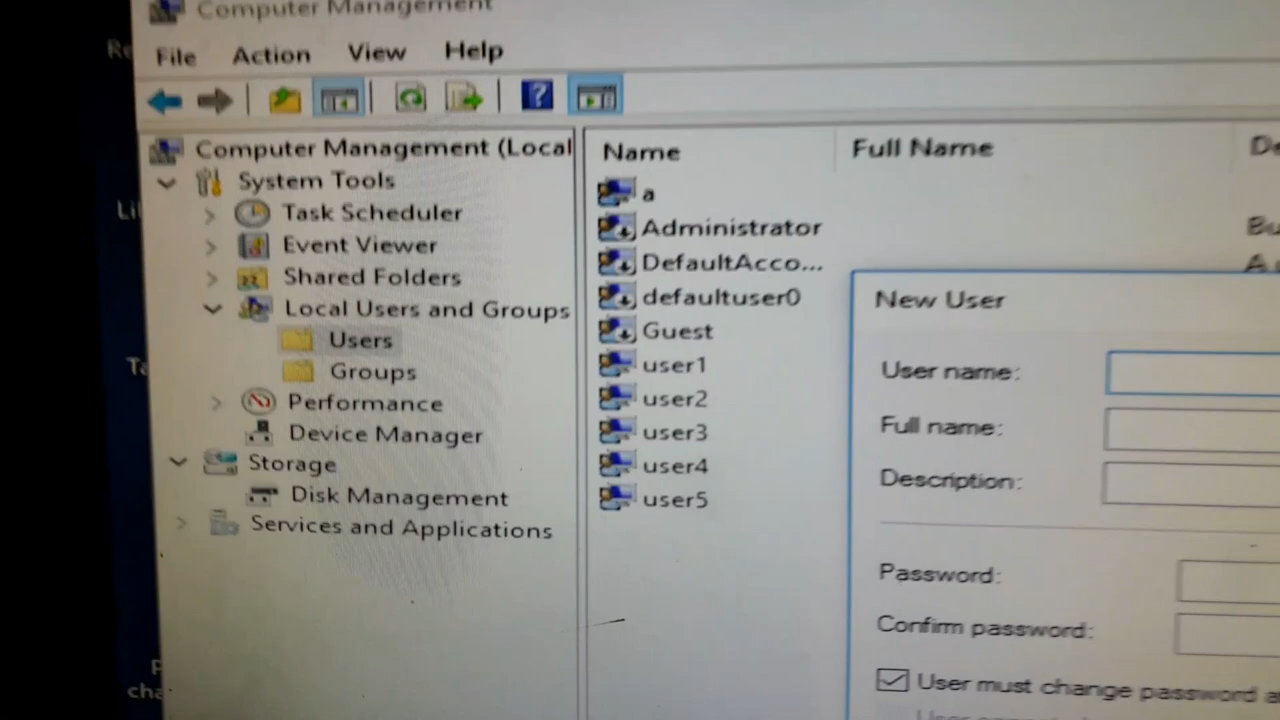 Computer Management
File Action View Help
Computer Management (Local
System Tools
Task Scheduler
Event Viewer
Shared Folders
Local Users and Groups
Users
Groups
Performance
Device Manager
Storage
Disk Management
Services and Applications
Name Full Name
a
Administrator
DefaultAcco...
defaultuser0
Guest
user1
user2
user3
user4
user5
New User
User name:
Full name:
Description:
Password:
Confirm password:
User must change password